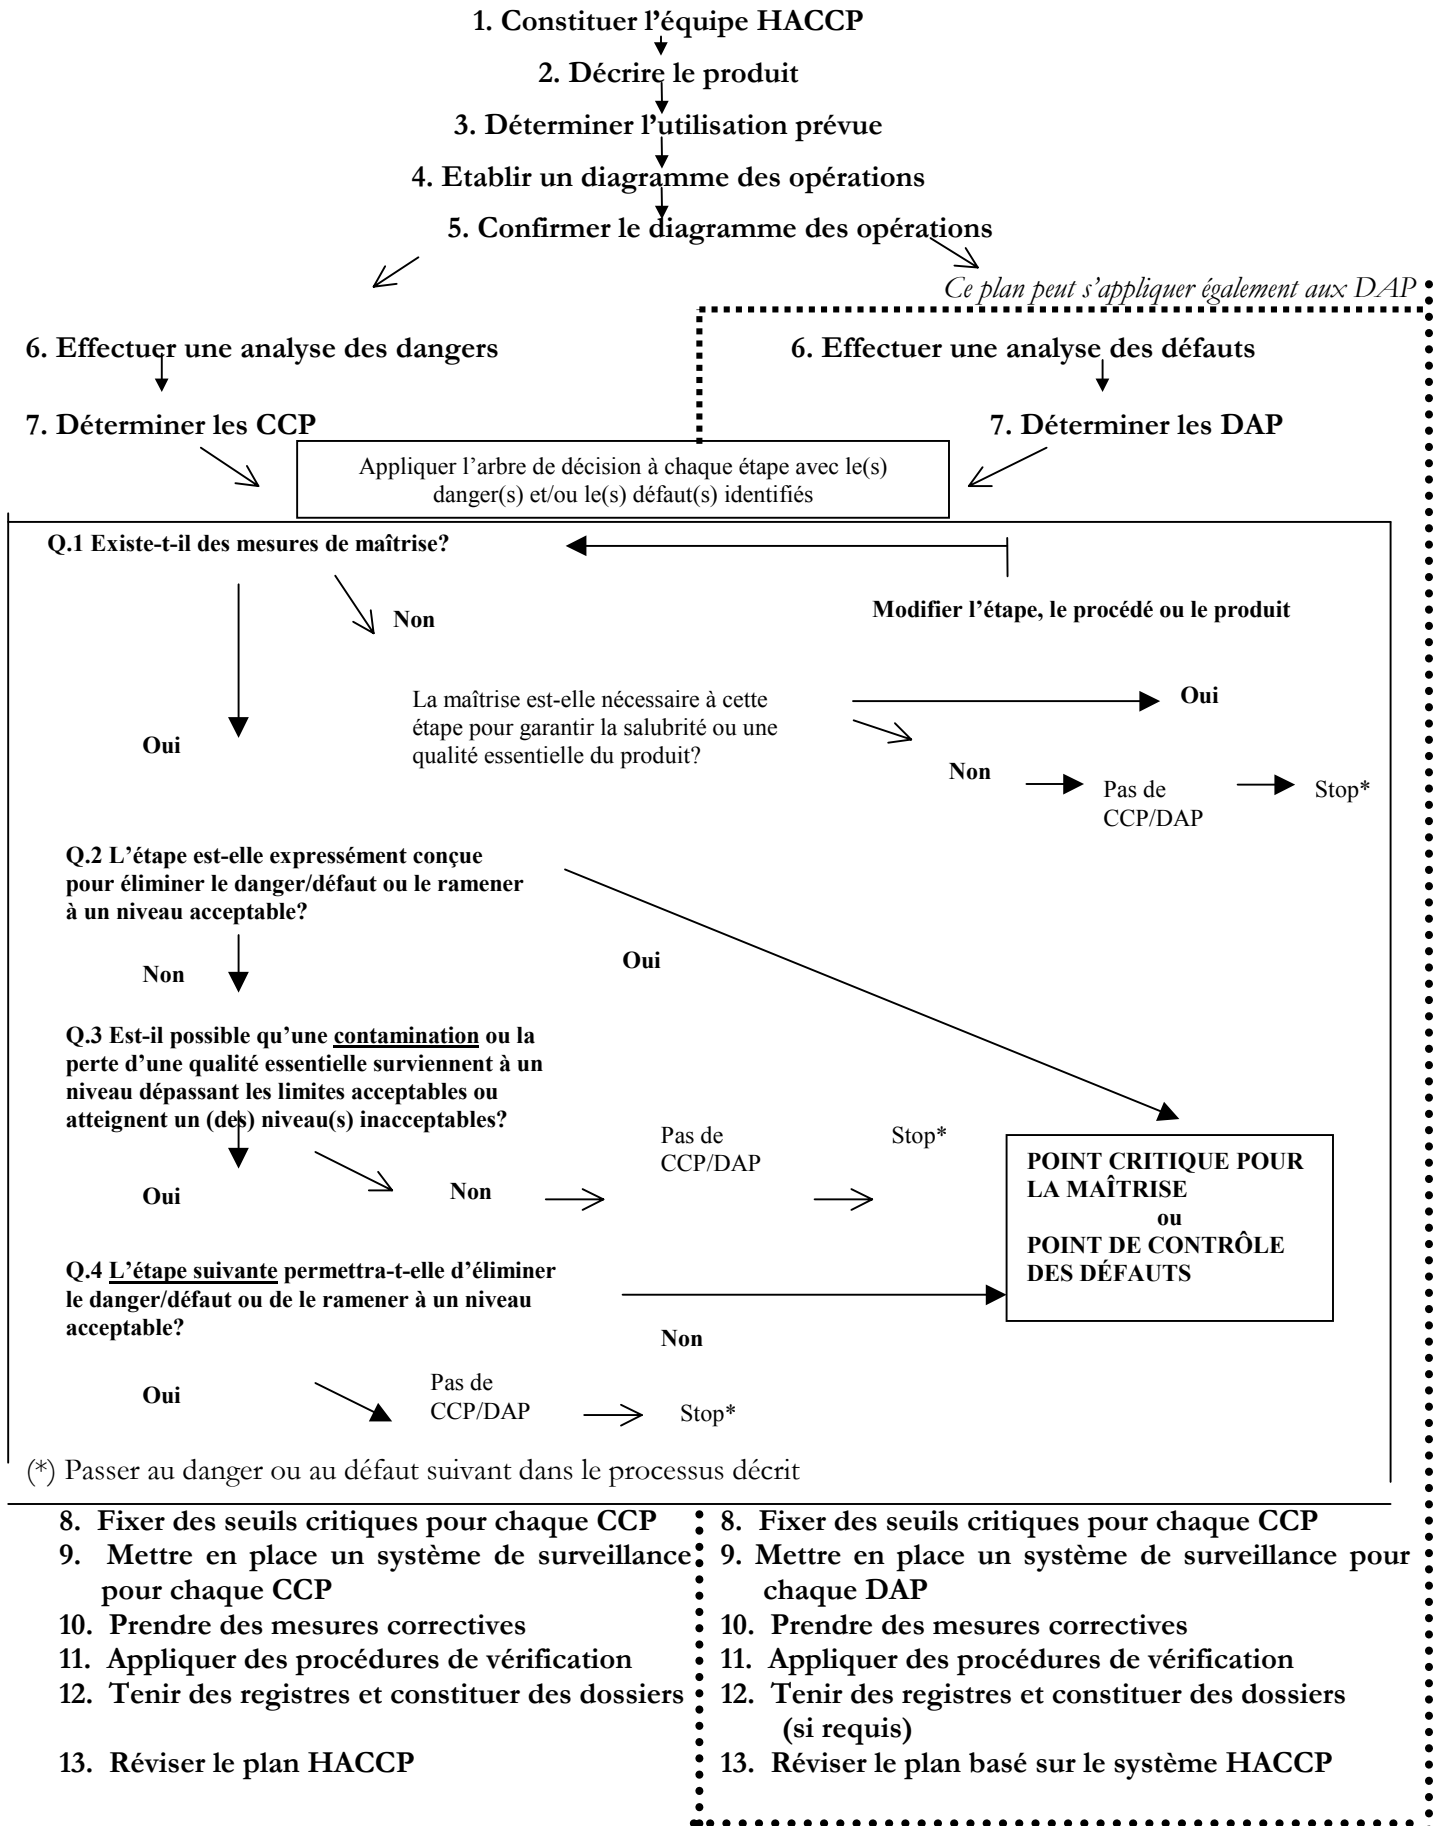 1. Constituer l'équipe HACCP
2. Décrire le produit
3. Déterminer l'utilisation prévue
4. Etablir un diagramme des opérations
5. Confirmer le diagramme des opérations
Ce plan peut s'appliquer également aux DAP
6. Effectuer une analyse des dangers
6. Effectuer une analyse des défauts
7. Déterminer les CCP
7. Déterminer les DAP
Appliquer l'arbre de décision à chaque étape avec le(s)
danger(s) et/ou le(s) défaut(s) identifiés
Q.1 Existe-t-il des mesures de maîtrise?
Non
Modifier l'étape, le procédé ou le produit
La maîtrise est-elle nécessaire à cette
étape pour garantir la salubrité ou une
qualité essentielle du produit?
Oui
Oui
Non
Pas de
CCP/DAP
Stop*
Q.2 L'étape est-elle expressément conçue
pour éliminer le danger/défaut ou le ramener
à un niveau acceptable?
Oui
Non
Q.3 Est-il possible qu'une contamination ou la
perte d'une qualité essentielle surviennent à un
niveau dépassant les limites acceptables ou
atteignent un (des) niveau(s) inacceptables?
Pas de
CCP/DAP
Stop*
Oui
Non
POINT CRITIQUE POUR
LA MAÎTRISE
ou
POINT DE CONTRÔLE
DES DÉFAUTS
Q.4 L'étape suivante permettra-t-elle d'éliminer
le danger/défaut ou de le ramener à un niveau
acceptable?
Non
Oui
Pas de
CCP/DAP
Stop*
(*) Passer au danger ou au défaut suivant dans le processus décrit
8. Fixer des seuils critiques pour chaque CCP
9. Mettre en place un système de surveillance
pour chaque CCP
10. Prendre des mesures correctives
11. Appliquer des procédures de vérification
12. Tenir des registres et constituer des dossiers
13. Réviser le plan HACCP
8. Fixer des seuils critiques pour chaque CCP
9. Mettre en place un système de surveillance pour
chaque DAP
10. Prendre des mesures correctives
11. Appliquer des procédures de vérification
12. Tenir des registres et constituer des dossiers
(si requis)
13. Réviser le plan basé sur le système HACCP